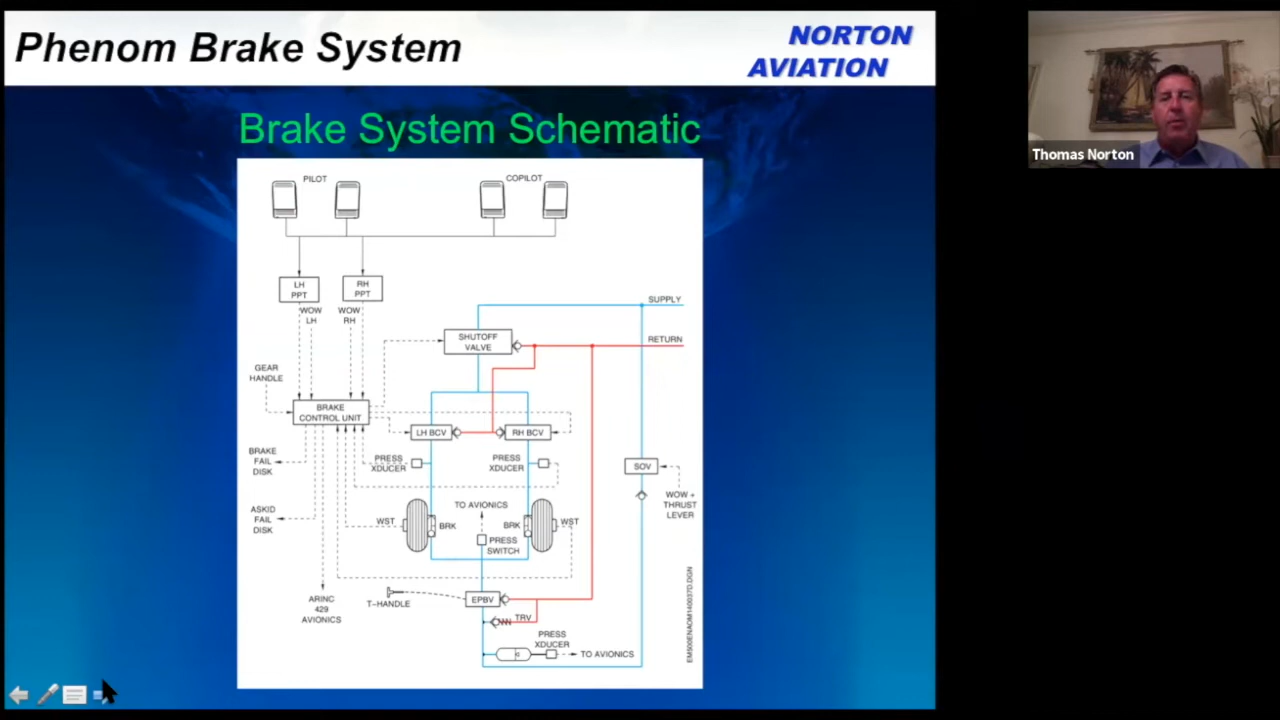 Phenom Brake System
NORTON
AVIATION
Thomas Norton
Brake System Schematic
PILOT
COPILOT
LH
PPT
RH
PPT
WOW
LH
WOW
RH
SUPPLY
SHUTOFF
VALVE
RETURN
GEAR
HANDLE
BRAKE
CONTROL UNIT
LH BCV
RH BCV
BRAKE
FAIL
DISK
PRESS
XDUCER
PRESS
XDUCER
SOV
WOW +
THRUST
LEVER
ASKID
FAIL
DISK
WST
BRK
TO AVIONICS
PRESS
SWITCH
BRK
WST
ARINC
429
AVIONICS
T-HANDLE
EPBV
TRV
PRESS
XDUCER
TO AVIONICS
EM500ENAOM140037D.DGN